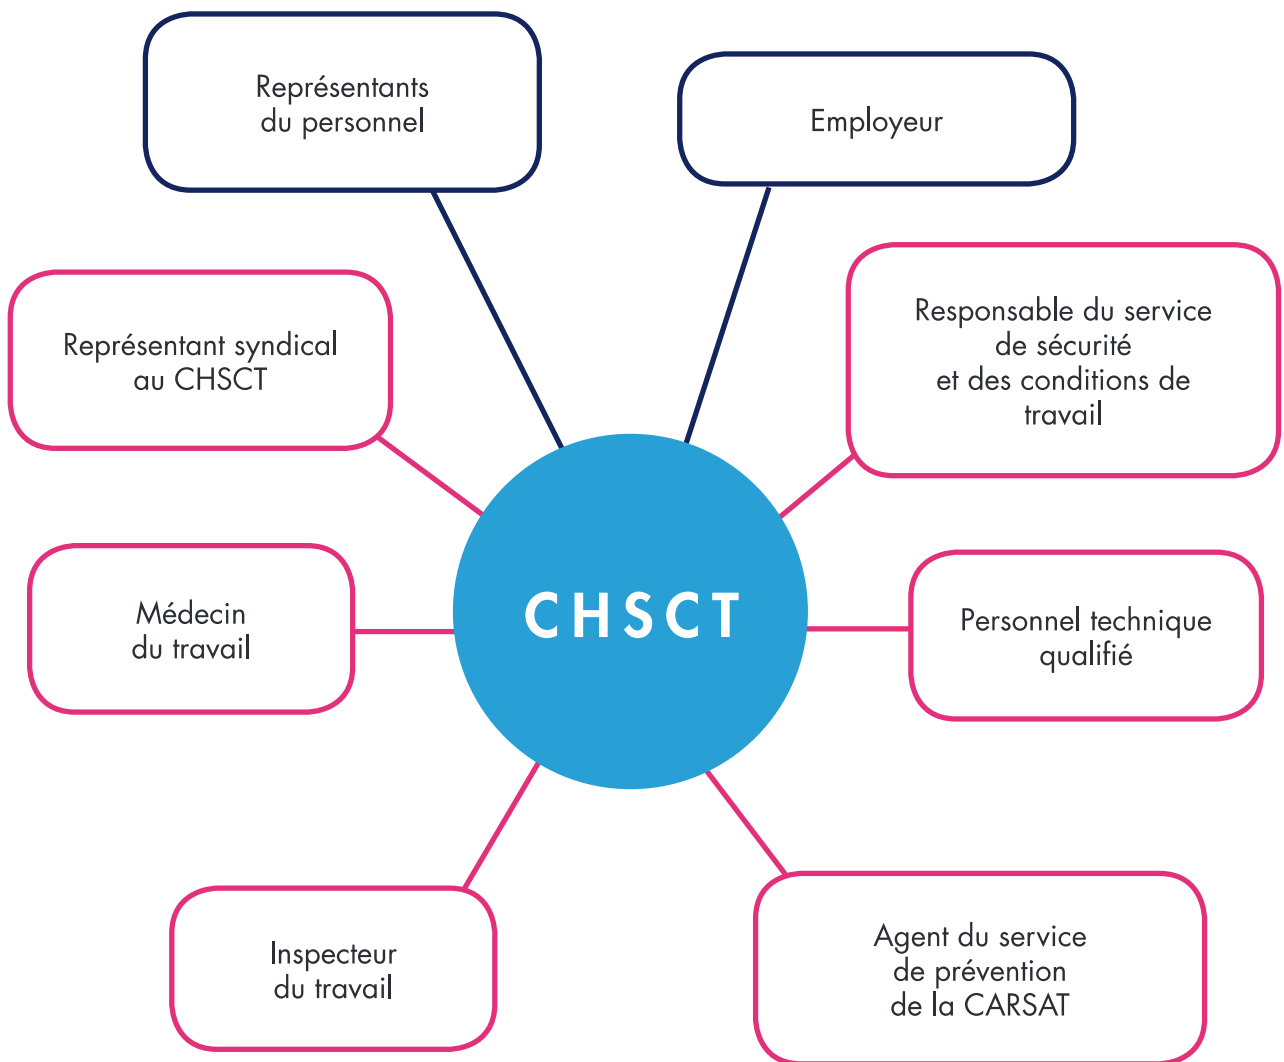 Représentants
du personnel
Employeur
Représentant syndical
au CHSCT
Responsable du service
de sécurité
et des conditions de
travail
CHSCT
Médecin
du travail
Personnel technique
qualifié
Inspecteur
du travail
Agent du service
de prévention
de la CARSAT